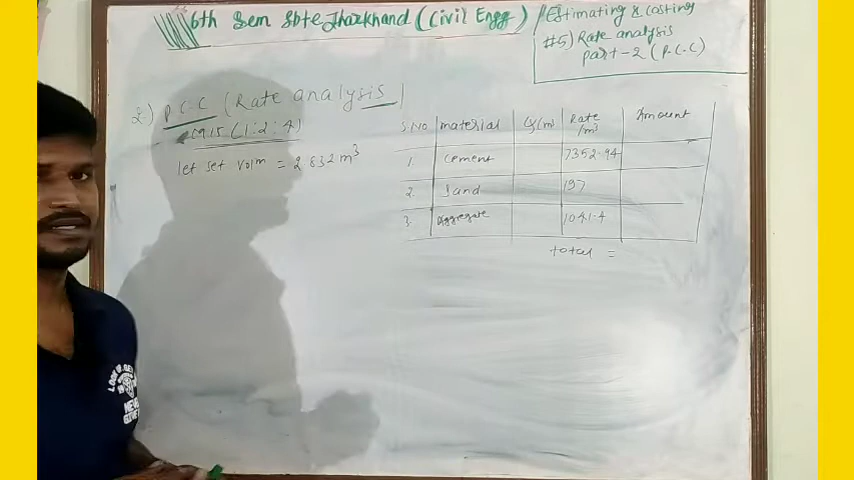 6th Sem Sbte Jharkhand (Civil Engg)
Estimating & Costing
#5) Rate analysis
part-2 (P.C.C)
2.) P.C.C (Rate analysis)
(1:2:4)
let set volm = 2.832 m³
S.No material Q(m³) Rate /m³ Amount
1. cement 7352.94
2. Sand 197
3. Aggregate 1041.4
total =